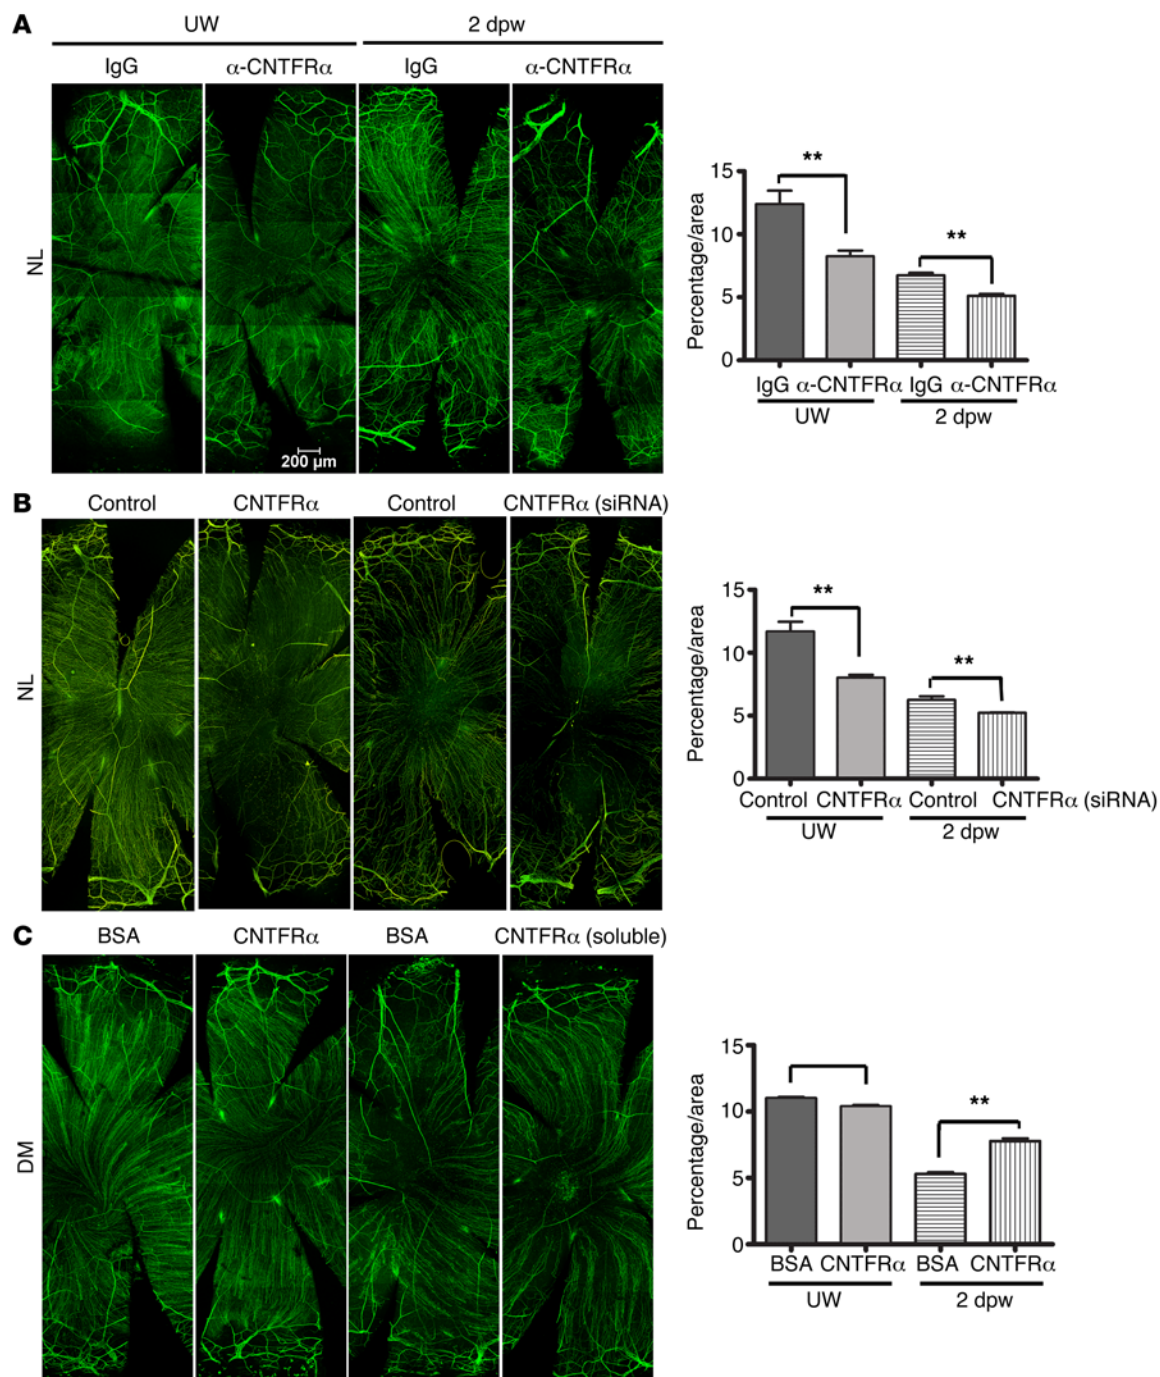 A
UW 2 dpw
IgG α-CNTFRα IgG α-CNTFRα
NL
200 µm
Percentage/area
15
10
5
0
** **
IgG α-CNTFRα IgG α-CNTFRα
UW 2 dpw
B
Control CNTFRα Control CNTFRα (siRNA)
NL
Percentage/area
15
10
5
0
** **
Control CNTFRα Control CNTFRα (siRNA)
UW 2 dpw
C
BSA CNTFRα BSA CNTFRα (soluble)
DM
Percentage/area
15
10
5
0
**
BSA CNTFRα BSA CNTFRα
UW 2 dpw